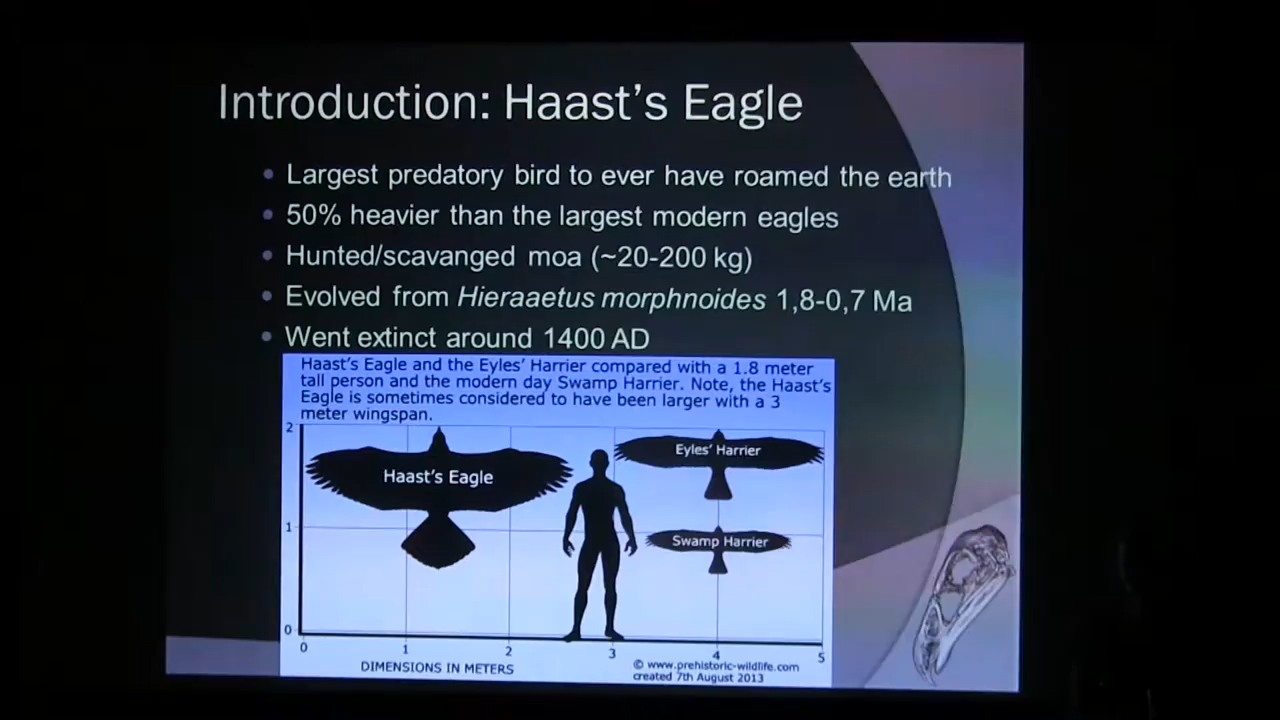 Introduction: Haast's Eagle
Largest predatory bird to ever have roamed the earth
50% heavier than the largest modern eagles
Hunted/scavanged moa (~20-200 kg)
Evolved from Hieraaetus morphnoides 1,8-0,7 Ma
Went extinct around 1400 AD
Haast's Eagle and the Eyles' Harrier compared with a 1.8 meter
tall person and the modern day Swamp Harrier. Note, the Haast's
Eagle is sometimes considered to have been larger with a 3
meter wingspan.
2
Eyles' Harrier
Haast's Eagle
1
Swamp Harrier
0
0 1 2 3 4 5
DIMENSIONS IN METERS
© www.prehistoric-wildlife.com
created 7th August 2013